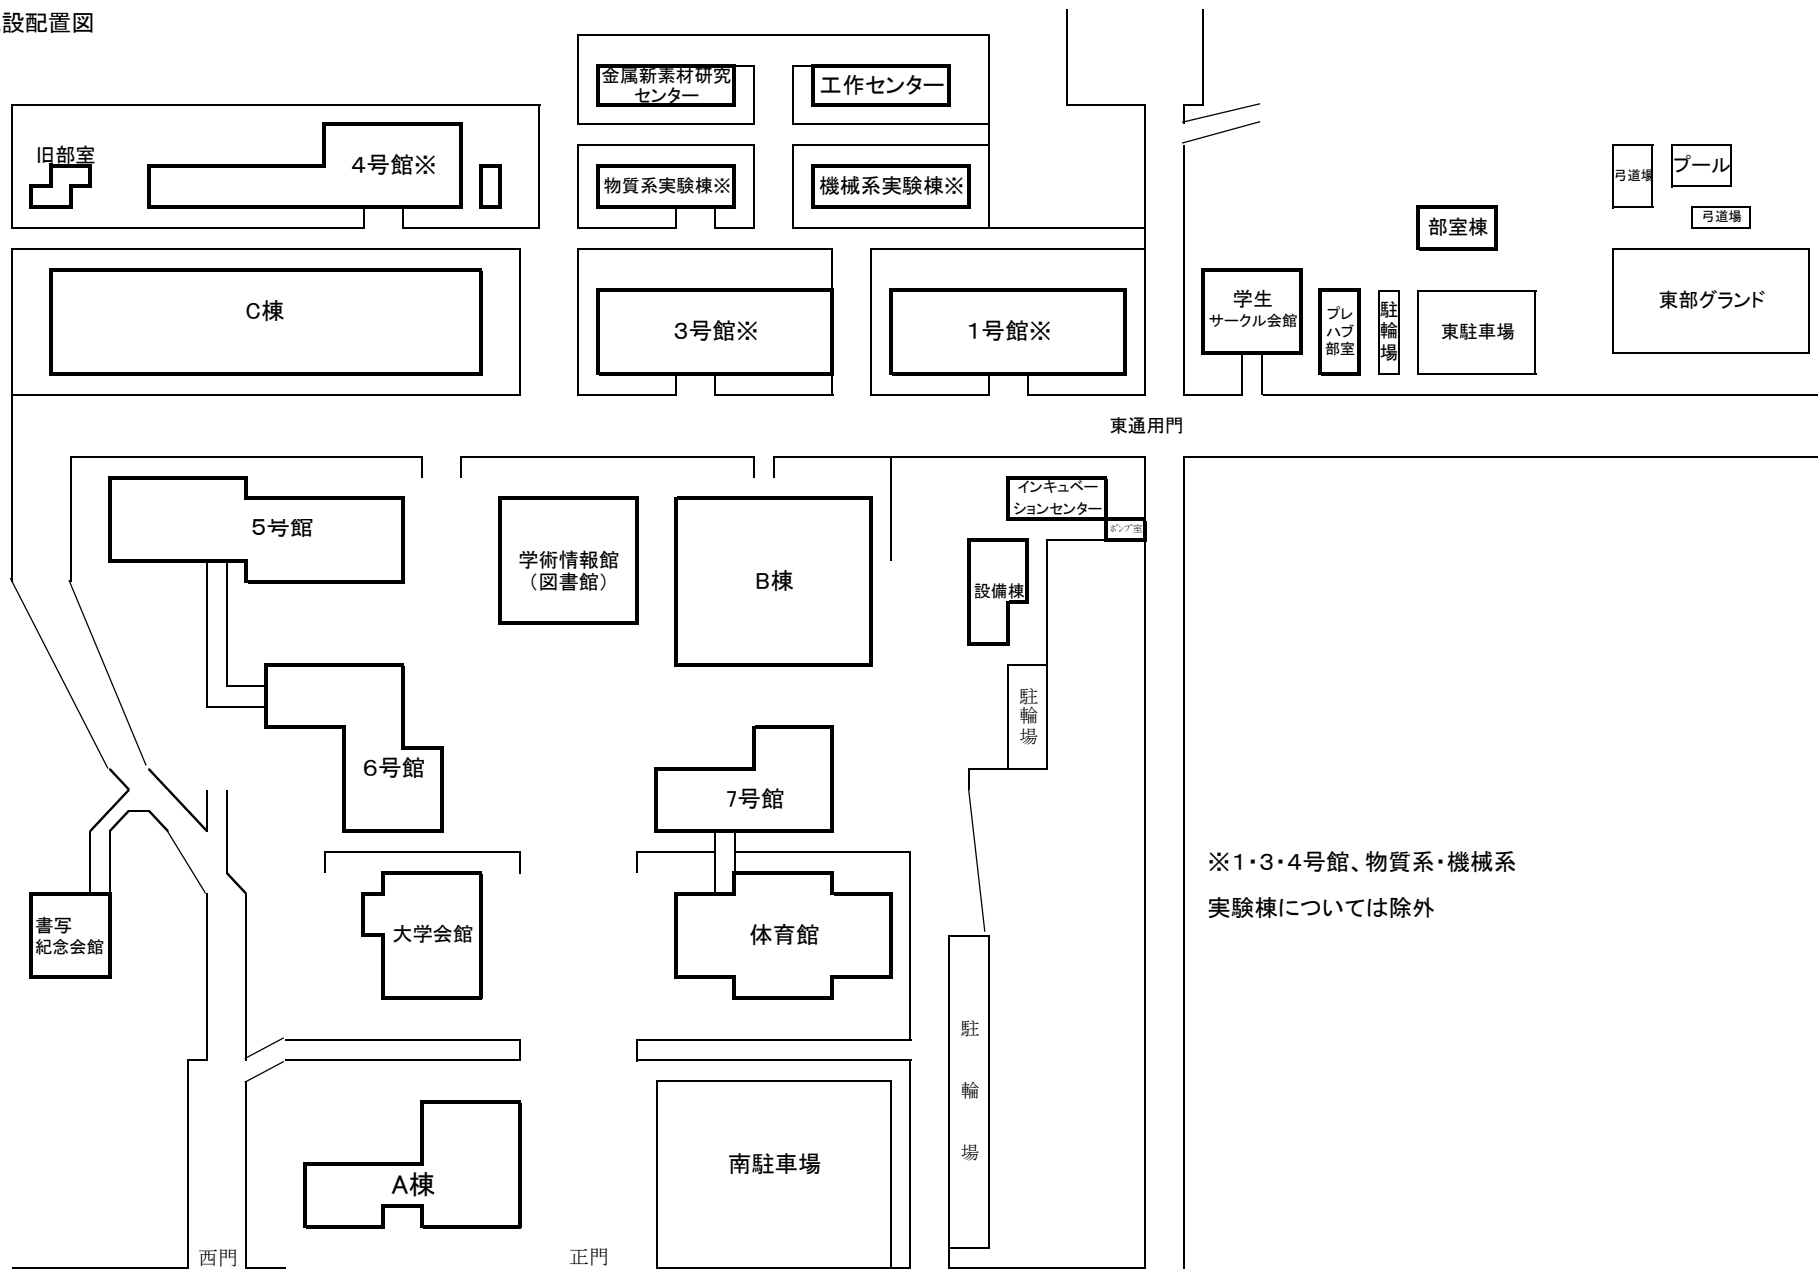 設配置図
金属新素材研究
センター
工作センター
旧部室
4号館※
物質系実験棟※
機械系実験棟※
弓道場
プール
弓道場
部室棟
C棟
3号館※
1号館※
学生
サークル会館
プレ
ハブ
部室
駐
輪
場
東駐車場
東部グランド
東通用門
5号館
学術情報館
（図書館）
B棟
インキュベー
ションセンター
ポンプ室
設備棟
駐
輪
場
6号館
7号館
※1・3・4号館、物質系・機械系
実験棟については除外
書写
紀念会館
大学会館
体育館
駐
輪
場
A棟
南駐車場
西門
正門